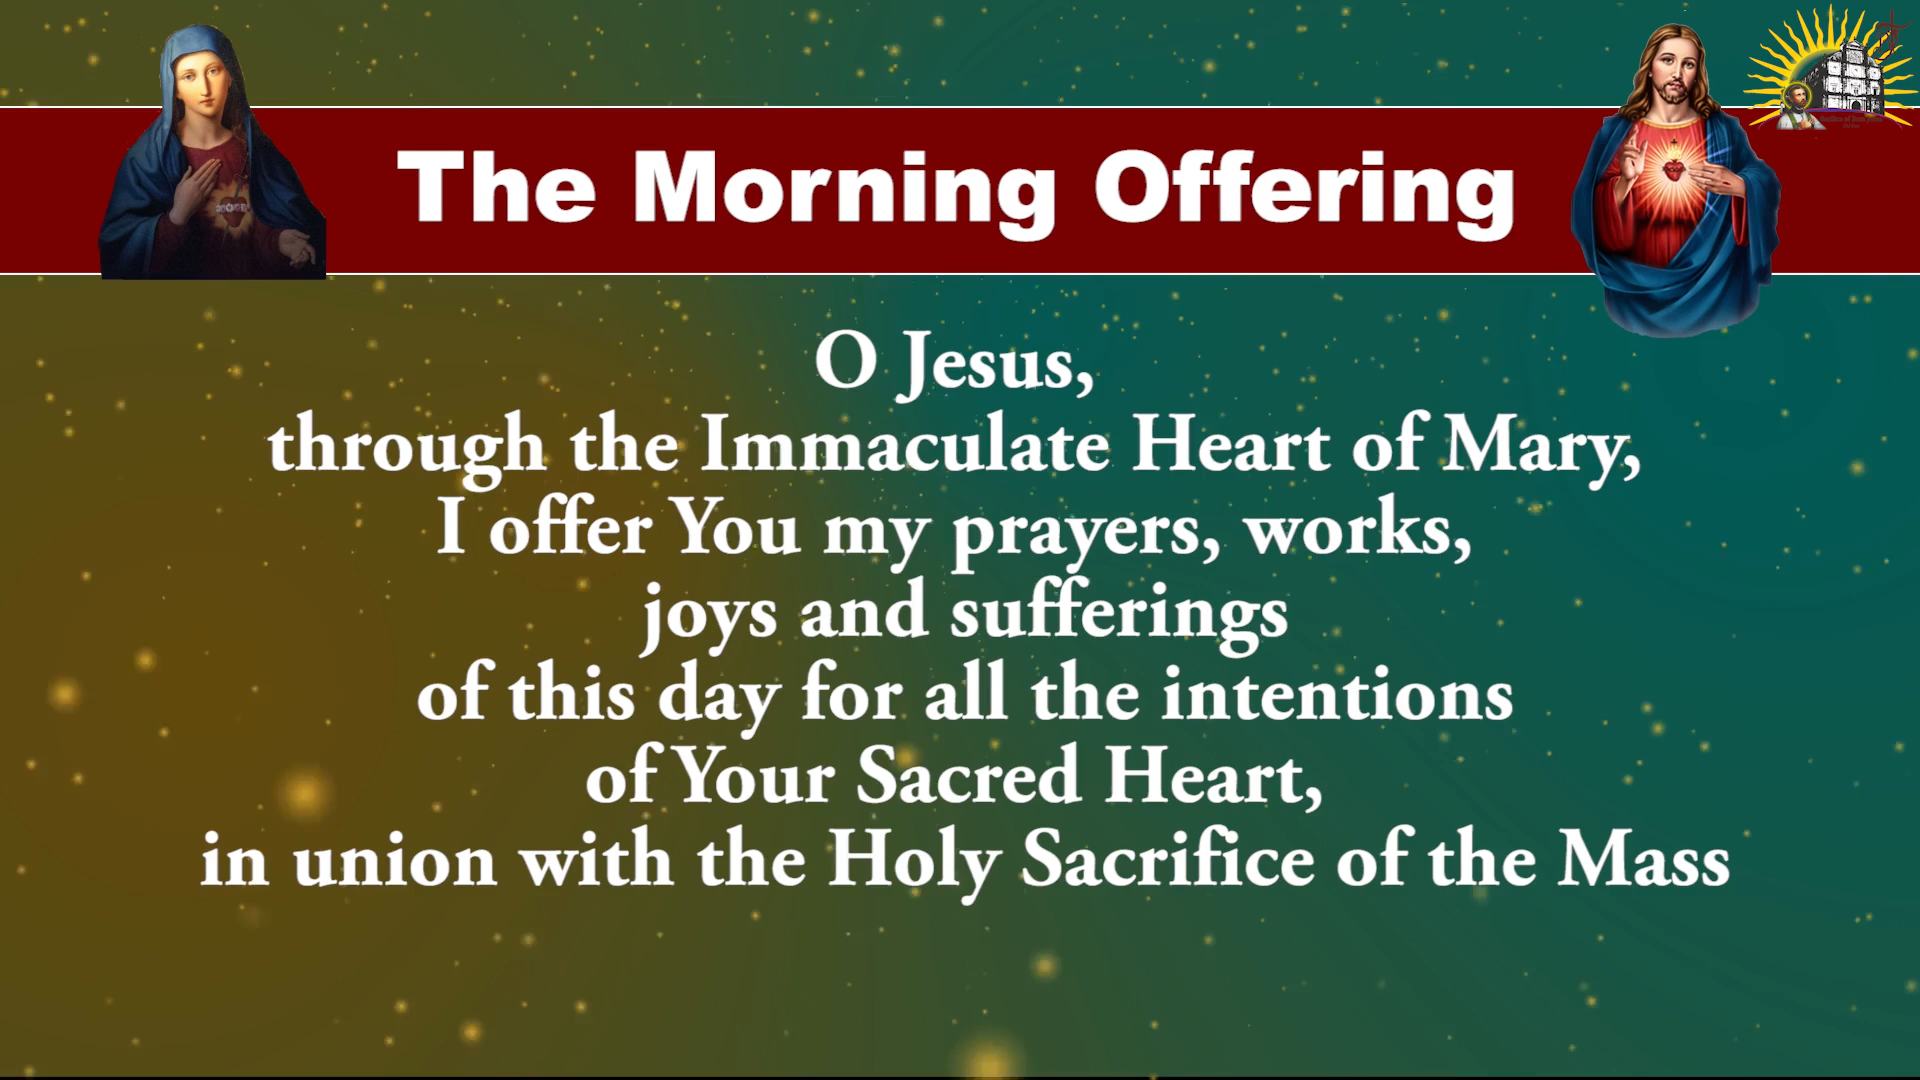 The Morning Offering
O Jesus,
through the Immaculate Heart of Mary,
I offer You my prayers, works,
joys and sufferings
of this day for all the intentions
of Your Sacred Heart,
in union with the Holy Sacrifice of the Mass